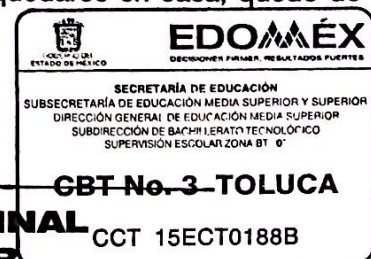 quedarse en casa, quedo de
GOBIERNO DEL
ESTADO DE MÉXICO
EDOMÉX
DECISIONES FIRMES, RESULTADOS FUERTES
SECRETARÍA DE EDUCACIÓN
SUBSECRETARÍA DE EDUCACIÓN MEDIA SUPERIOR Y SUPERIOR
DIRECCIÓN GENERAL DE EDUCACIÓN MEDIA SUPERIOR
SUBDIRECCIÓN DE BACHILLERATO TECNOLÓGICO
SUPERVISIÓN ESCOLAR ZONA BT 0
CBT No. 3 TOLUCA
NAL
CCT 15ECT0188B